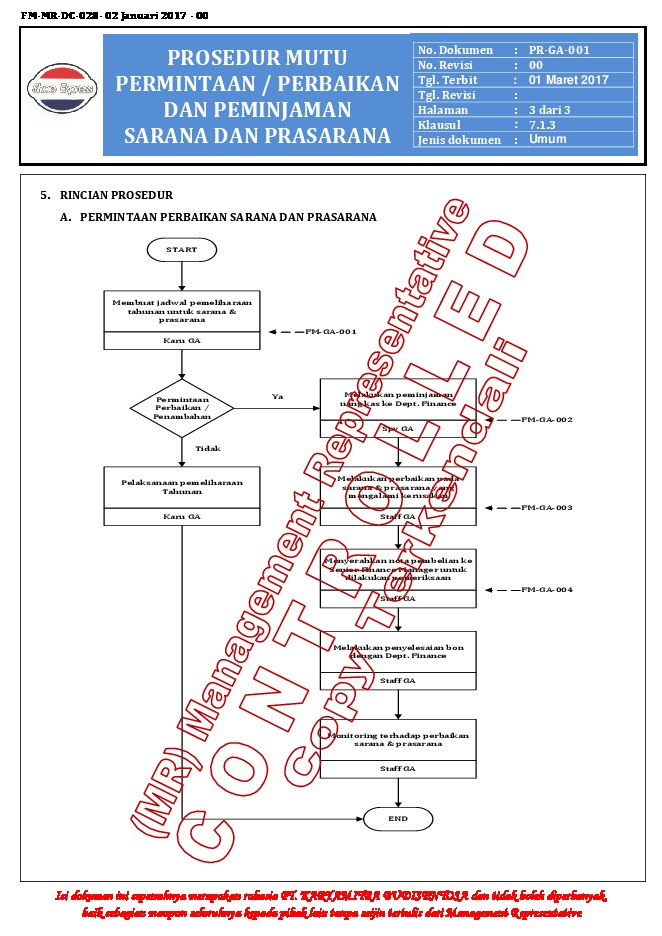 FM-MR-DC-028- 02 Januari 2017 - 00
Shoes Express
PROSEDUR MUTU
PERMINTAAN / PERBAIKAN
DAN PEMINJAMAN
SARANA DAN PRASARANA
No. Dokumen : PR-GA-001
No. Revisi : 00
Tgl. Terbit : 01 Maret 2017
Tgl. Revisi :
Halaman : 3 dari 3
Klausul : 7.1.3
Jenis dokumen : Umum
5. RINCIAN PROSEDUR
A. PERMINTAAN PERBAIKAN SARANA DAN PRASARANA
START
Membuat jadwal pemeliharaan
tahunan untuk sarana &
prasarana
Karu GA
FM-GA-001
Permintaan
Perbaikan /
Penambahan
Ya
Tidak
Melakukan peminjaman
uang kas ke Dept. Finance
Spv GA
FM-GA-002
Pelaksanaan pemeliharaan
Tahunan
Karu GA
Melakukan perbaikan pada
sarana & prasarana yang
mengalami kerusakan
Staff GA
FM-GA-003
Menyerahkan nota pembelian ke
Senior Finance Manager untuk
dilakukan pemeriksaan
Staff GA
FM-GA-004
Melakukan penyelesaian bon
dengan Dept. Finance
Staff GA
Monitoring terhadap perbaikan
sarana & prasarana
Staff GA
END
(MR) Management Representative
CONTROLLED
Copy Terkendali
Isi dokumen ini sepenuhnya merupakan rahasia PT. KARYAMITRA BUDISENTOSA dan tidak boleh diperbanyak,
baik sebagian maupun seluruhnya kepada pihak lain tanpa seijin tertulis dari Management Representative